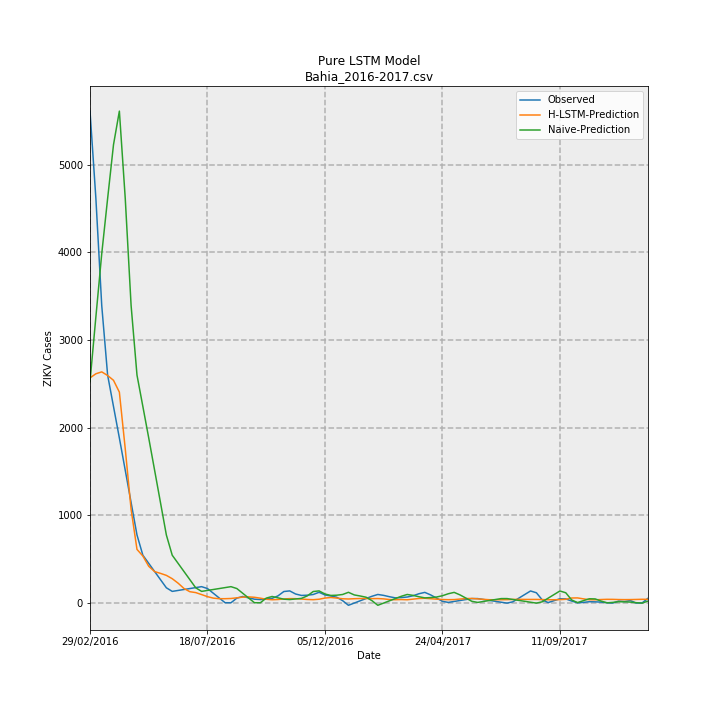 Pure LSTM Model
Bahia_2016-2017.csv
Observed
H-LSTM-Prediction
Naive-Prediction
5000
4000
3000
2000
1000
0
ZIKV Cases
29/02/2016 18/07/2016 05/12/2016 24/04/2017 11/09/2017
Date